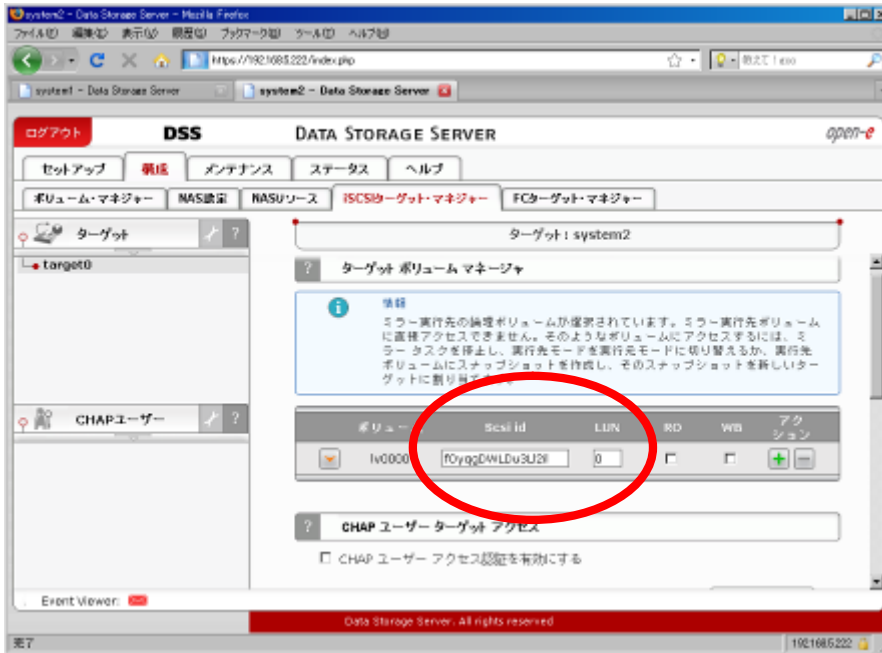 system2 - Data Storage Server - Mozilla Firefox
ファイル(F) 編集(E) 表示(V) 履歴(S) ブックマーク(B) ツール(T) ヘルプ(H)
https://192.168.5.222/index.php
教えて! goo
system1 - Data Storage Server
system2 - Data Storage Server
ログアウト
DSS
DATA STORAGE SERVER
open-e
セットアップ 構成 メンテナンス ステータス ヘルプ
ボリューム・マネジャー NAS設定 NASリソース iSCSIターゲット・マネジャー FCターゲット・マネジャー
ターゲット ?
target0
ターゲット: system2
? ターゲット ボリューム マネージャ
i 情報
ミラー実行先の論理ボリュームが選択されています。ミラー実行先ボリューム
に直接アクセスできません。そのようなボリュームにアクセスするには、ミ
ラー タスクを停止し、実行先モードを実行元モードに切り替えるか、実行先
ボリュームにスナップショットを作成し、そのスナップショットを新しいター
ゲットに割り当て
CHAPユーザー ?
Scsi id LUN RO WB アクション
lv0000 0
? CHAP ユーザー ターゲット アクセス
CHAP ユーザー アクセス認証を有効にする
Event Viewer:
Data Storage Server. All rights reserved
完了
192.168.5.222